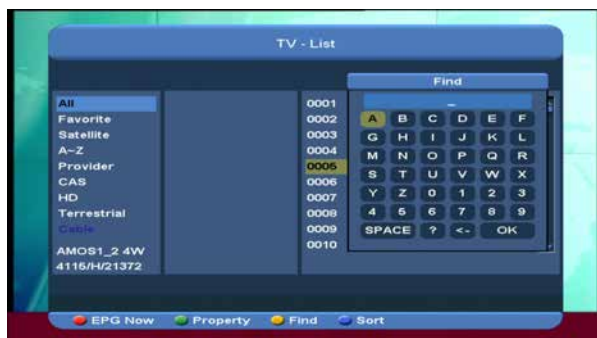 TV - List
Find
All
Favorite
Satellite
A~Z
Provider
CAS
HD
Terrestrial
Cable
AMOS1_2 4W
4116/H/21372
0001
0002
0003
0004
0005
0006
0007
0008
0009
0010
_
A B C D E F
G H I J K L
M N O P Q R
S T U V W X
Y Z 0 1 2 3
4 5 6 7 8 9
SPACE ? <- OK
EPG Now Property Find Sort